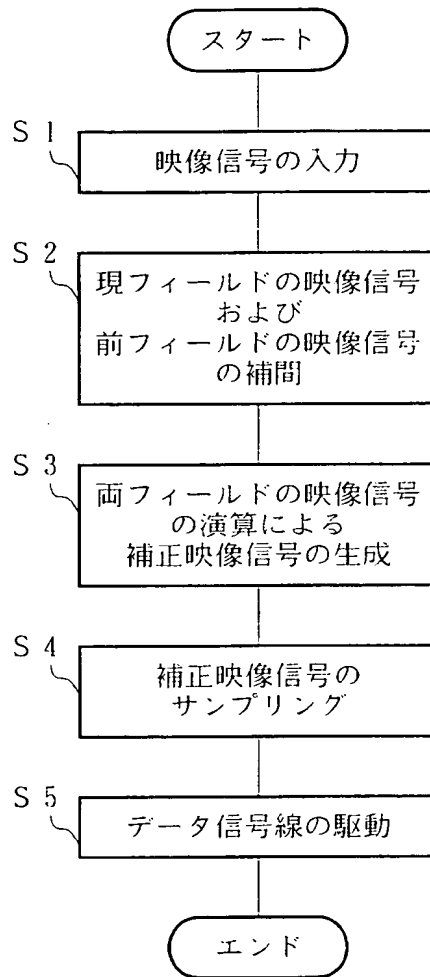 スタート
S 1
映像信号の入力
S 2
現フィールドの映像信号
および
前フィールドの映像信号
の補間
S 3
両フィールドの映像信号
の演算による
補正映像信号の生成
S 4
補正映像信号の
サンプリング
S 5
データ信号線の駆動
エンド